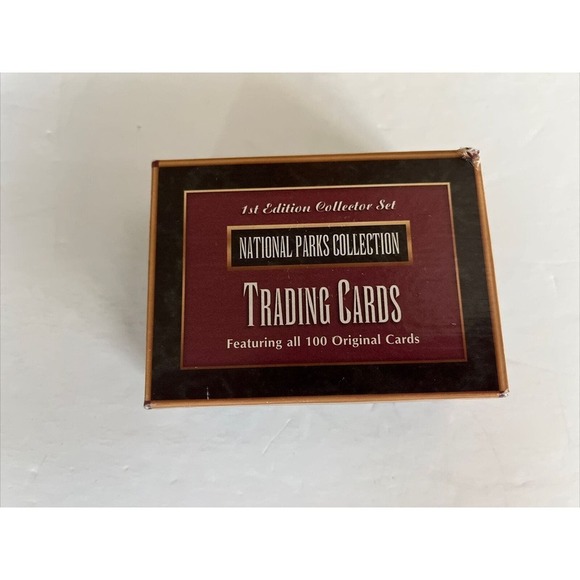 1st Edition Collector Set
NATIONAL PARKS COLLECTION
TRADING CARDS
Featuring all 100 Original Cards